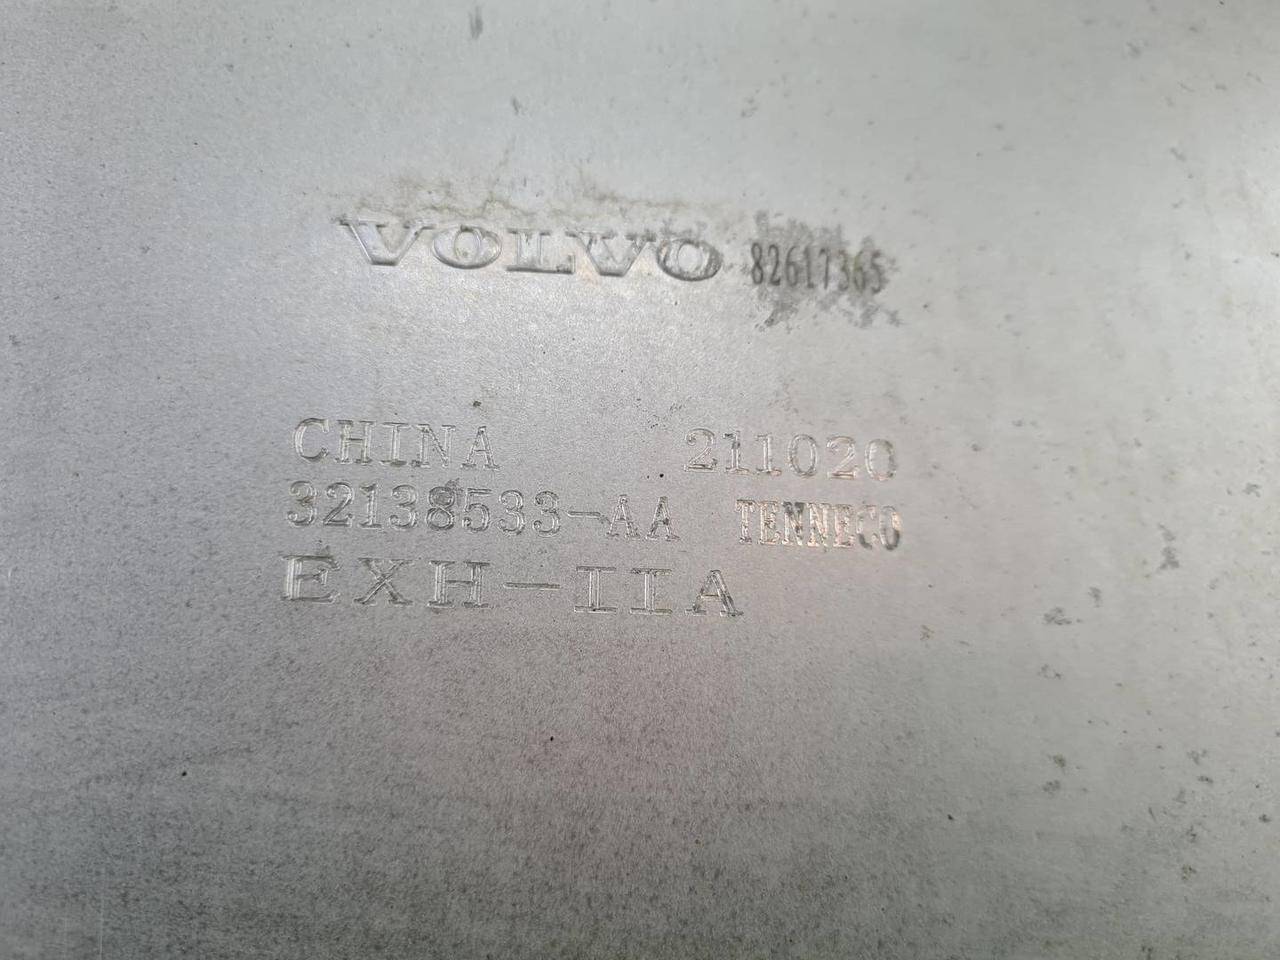 VOLVO 82617365
CHINA 211020
32138533-AA TENNECO
EXH-IIA